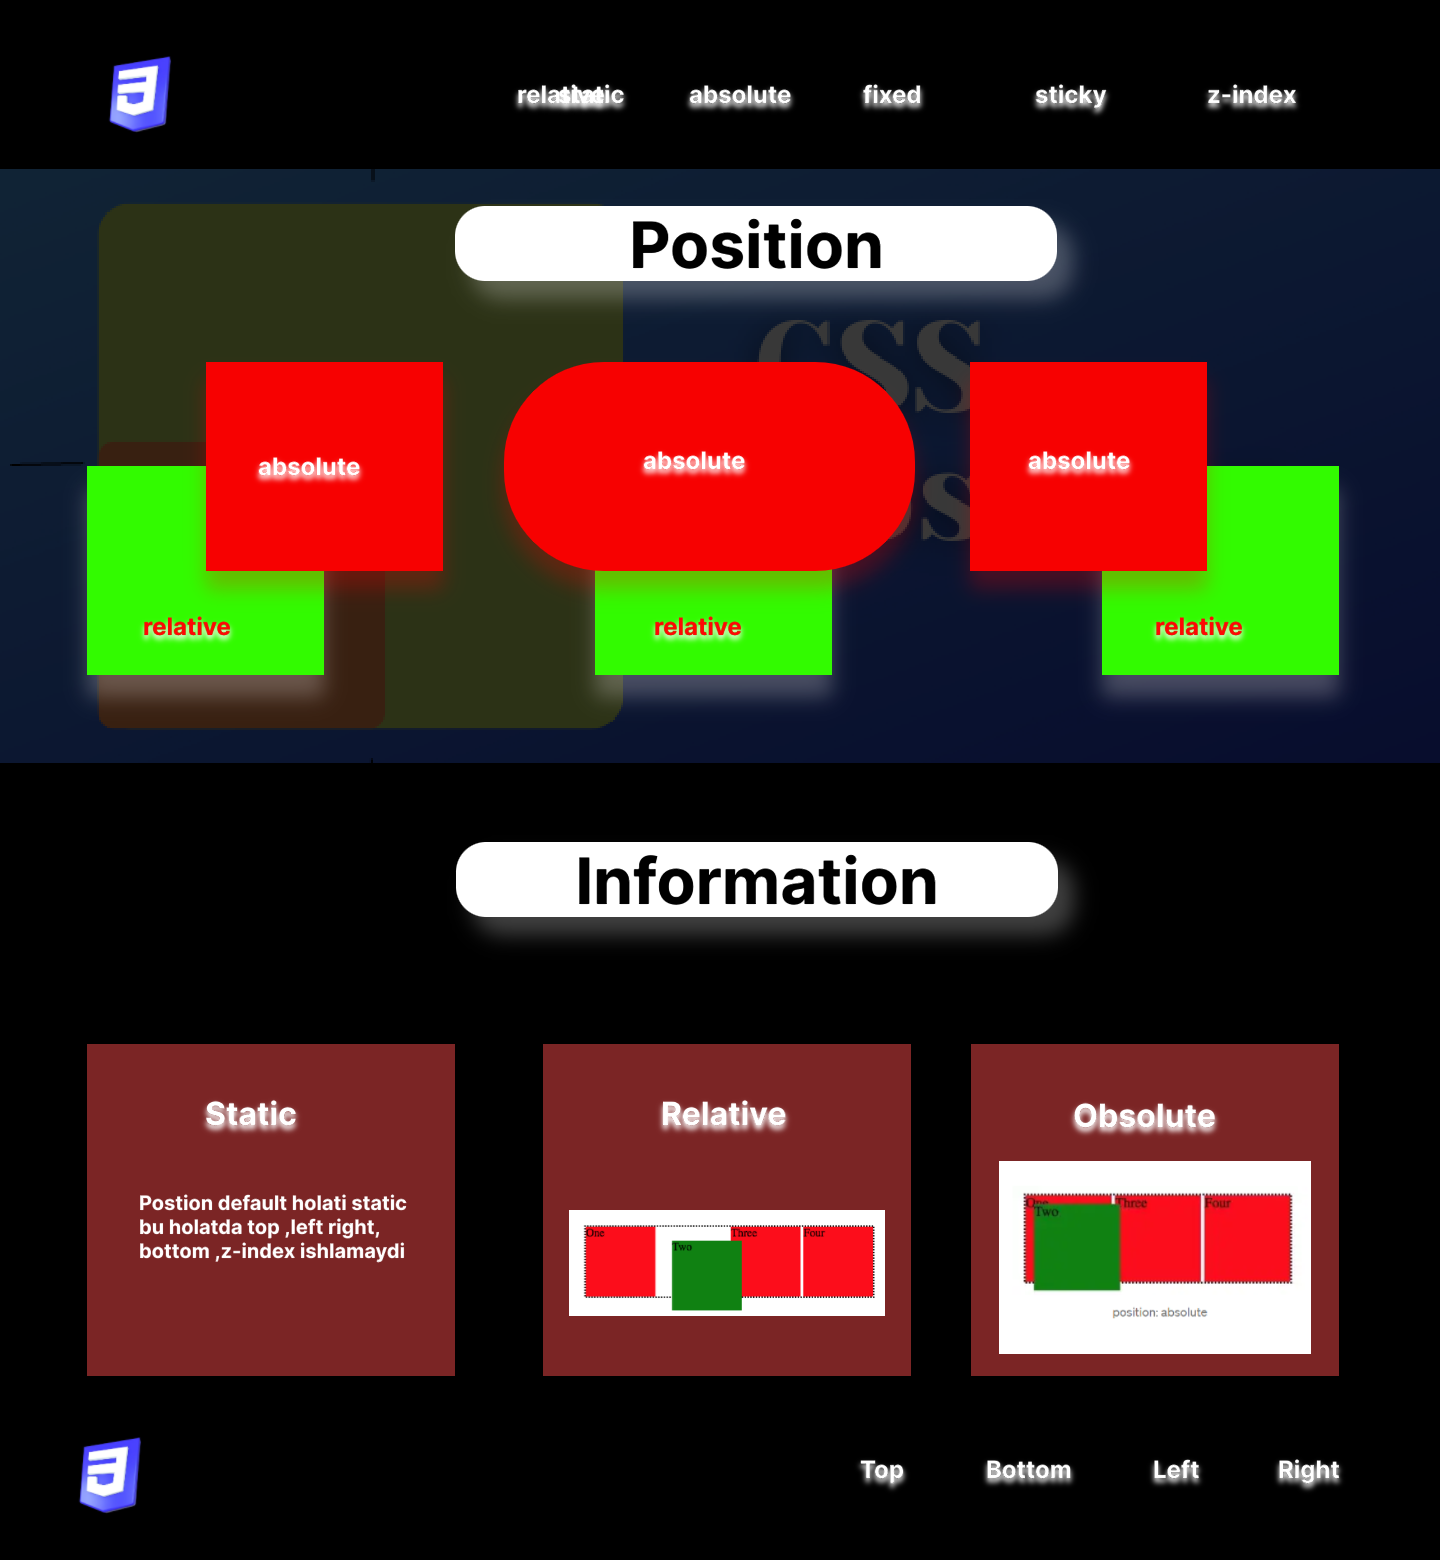 relative static absolute fixed sticky z-index
Position
CSS
absolute absolute absolute
s
relative relative relative
Information
Static
Postion default holati static
bu holatda top ,left right,
bottom ,z-index ishlamaydi
Relative
One Two Three Four
Obsolute
One Two Three Four
position: absolute
Top Bottom Left Right